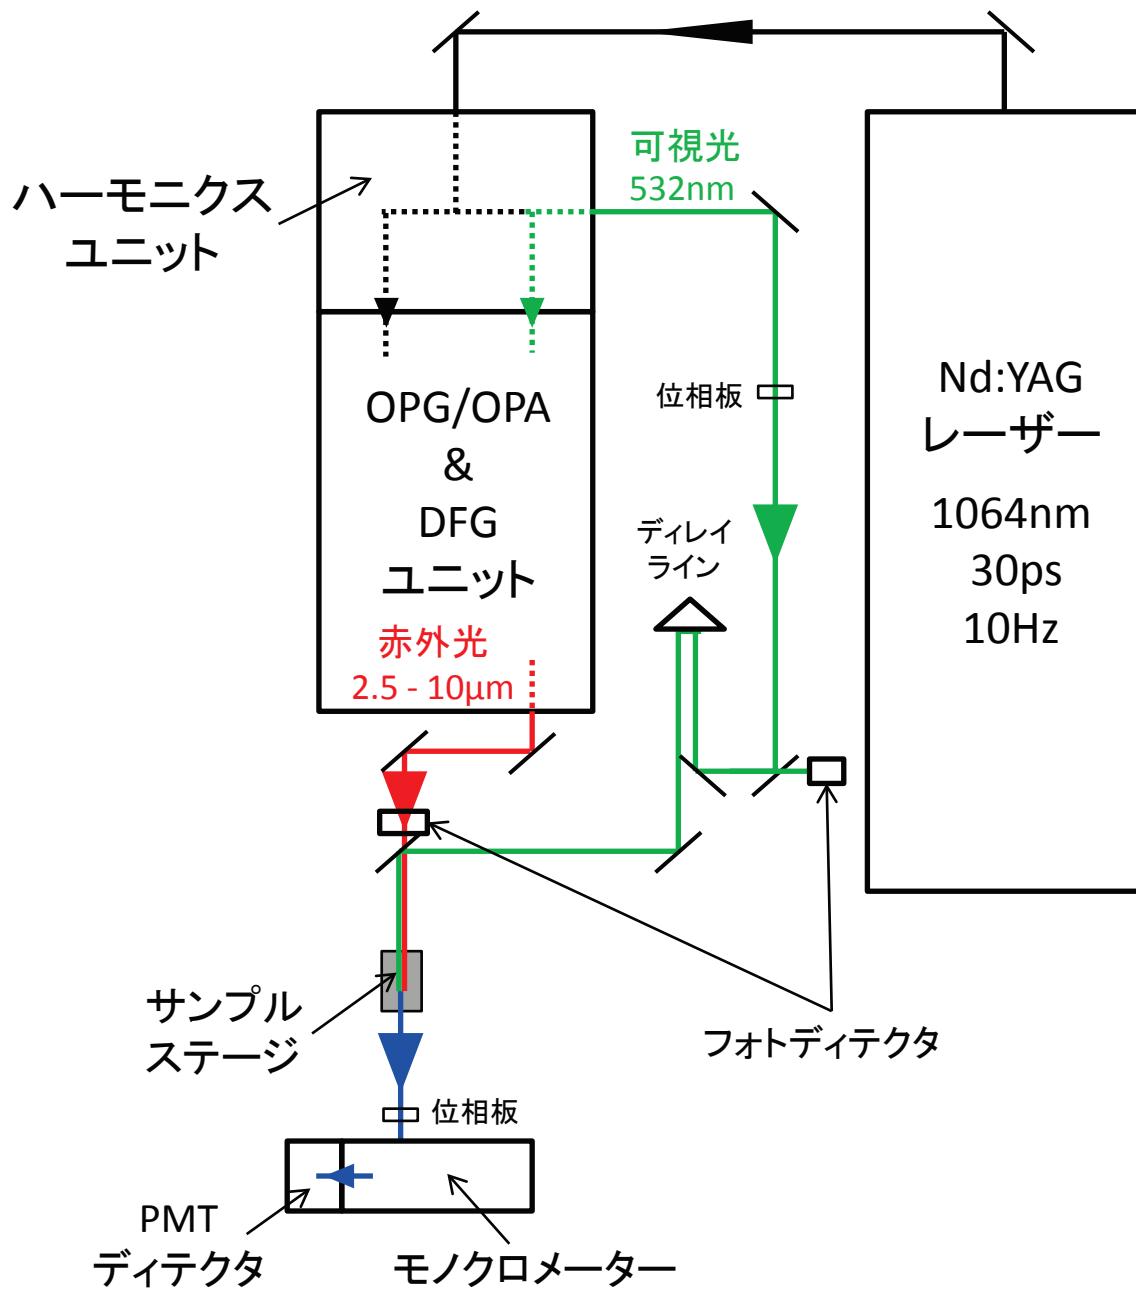 可視光
532nm
ハーモニクス
ユニット
Nd:YAG
レーザー
1064nm
30ps
10Hz
位相板
OPG/OPA
&
DFG
ユニット
ディレイ
ライン
赤外光
2.5 - 10μm
サンプル
ステージ
フォトディテクタ
位相板
PMT
ディテクタ
モノクロメーター